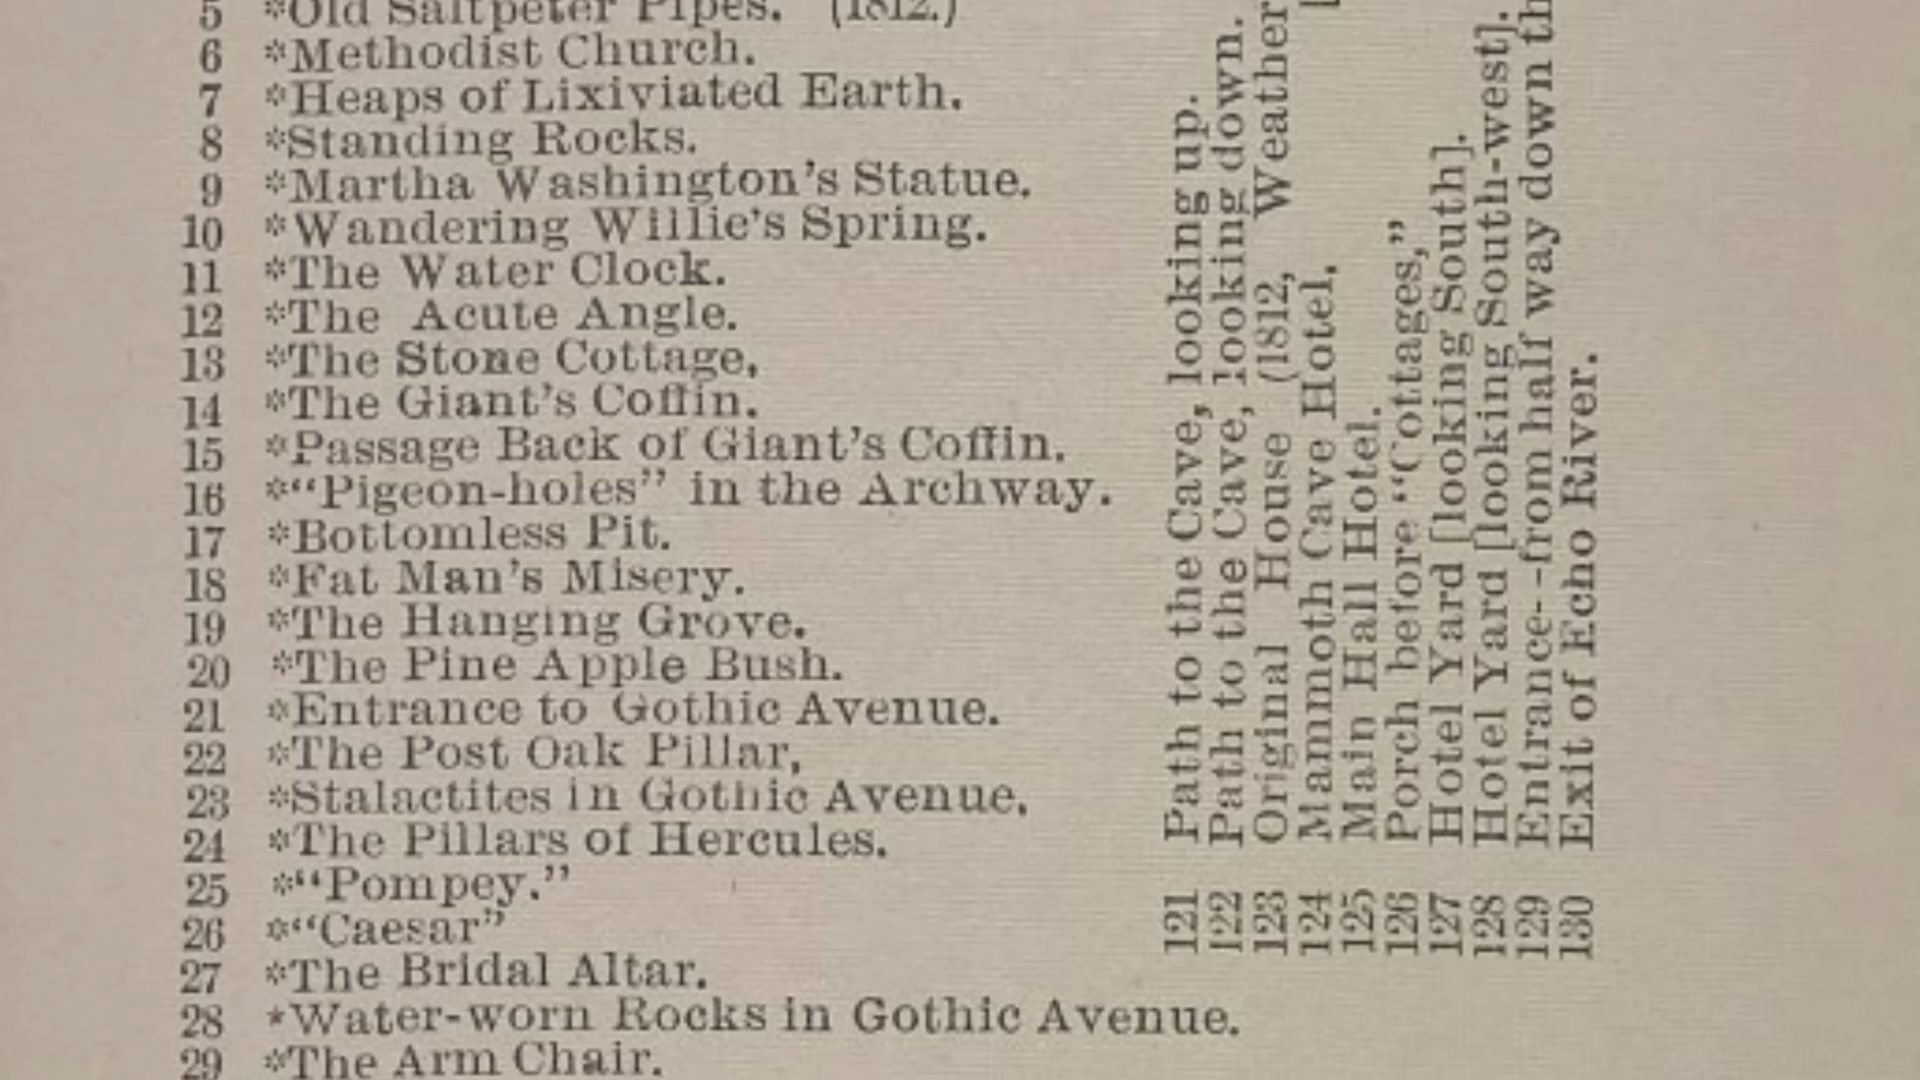 5 *Old Saltpeter Pipes. (1812.)
6 *Methodist Church.
7 *Heaps of Lixiviated Earth.
8 *Standing Rocks.
9 *Martha Washington's Statue.
10 *Wandering Willie's Spring.
11 *The Water Clock.
12 *The Acute Angle.
13 *The Stone Cottage,
14 *The Giant's Coffin.
15 *Passage Back of Giant's Coffin.
16 *“Pigeon-holes” in the Archway.
17 *Bottomless Pit.
18 *Fat Man's Misery.
19 *The Hanging Grove.
20 *The Pine Apple Bush.
21 *Entrance to Gothic Avenue.
22 *The Post Oak Pillar,
23 *Stalactites in Gothic Avenue,
24 *The Pillars of Hercules.
25 *“Pompey.”
26 *“Caesar”
27 *The Bridal Altar.
28 *Water-worn Rocks in Gothic Avenue.
29 *The Arm Chair.
121 Path to the Cave, looking up.
122 Path to the Cave, looking down.
123 Original House (1812, Weather
124 Mammoth Cave Hotel,
125 Main Hall Hotel.
126 Porch before “Cottages,”
127 Hotel Yard [looking South].
128 Hotel Yard [looking South-west].
129 Entrance--from half way down
130 Exit of Echo River.